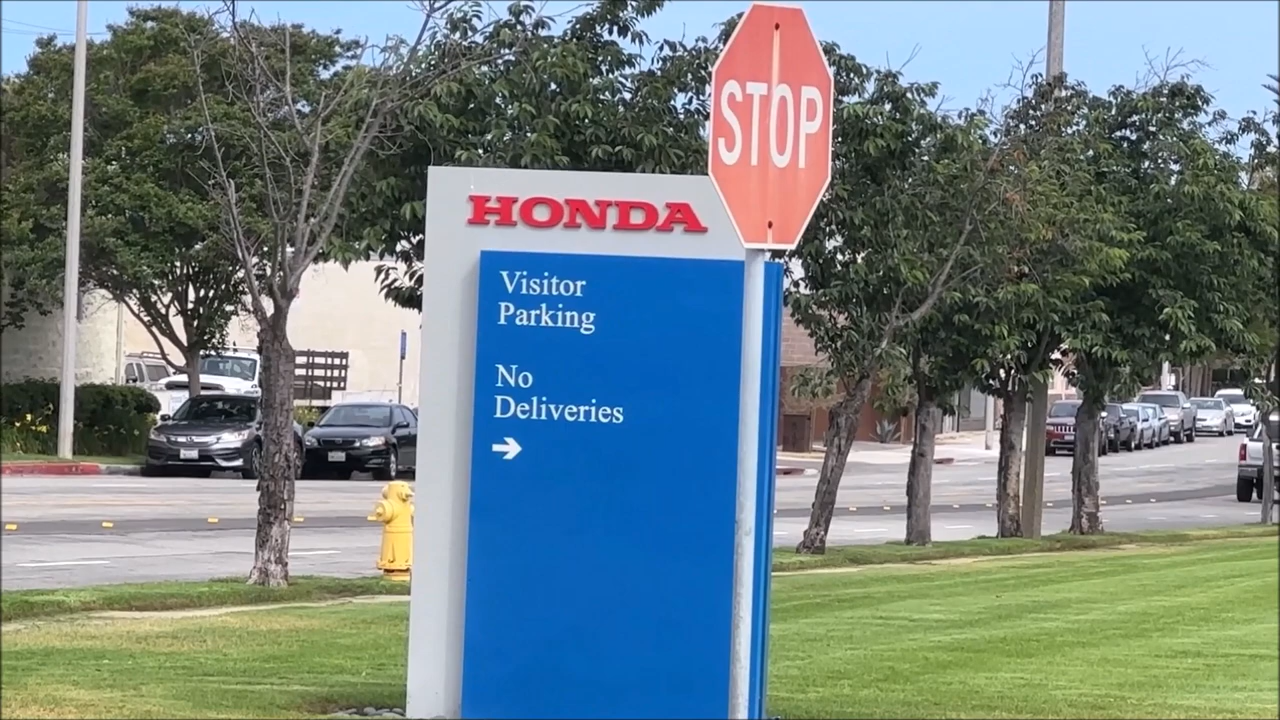 STOP
HONDA
Visitor
Parking
No
Deliveries
→